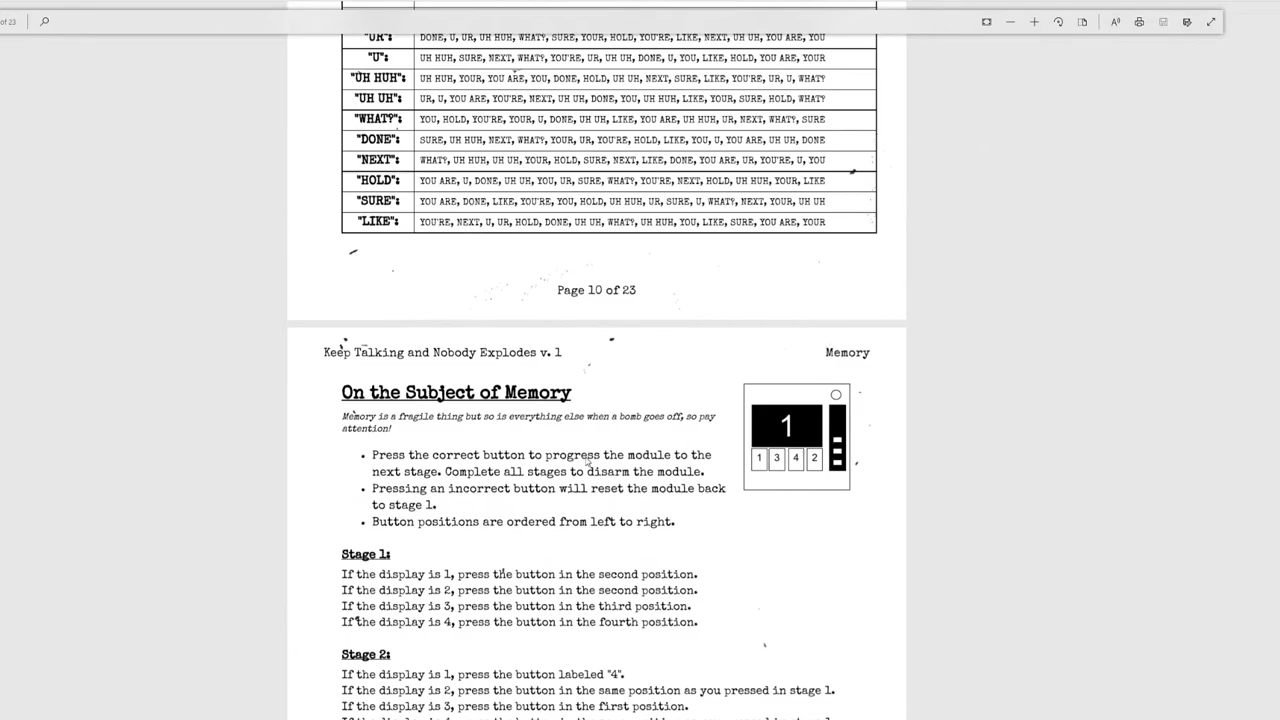 of 23
"UR": DONE, U, UR, UH HUH, WHAT?, SURE, YOUR, HOLD, YOU'RE, LIKE, NEXT, UH UH, YOU ARE, YOU
"U": UH HUH, SURE, NEXT, WHAT?, YOU'RE, UR, UH UH, DONE, U, YOU, LIKE, HOLD, YOU ARE, YOUR
"UH HUH": UH HUH, YOUR, YOU ARE, YOU, DONE, HOLD, UH UH, NEXT, SURE, LIKE, YOU'RE, UR, U, WHAT?
"UH UH": UR, U, YOU ARE, YOU'RE, NEXT, UH UH, DONE, YOU, UH HUH, LIKE, YOUR, SURE, HOLD, WHAT?
"WHAT?": YOU, HOLD, YOU'RE, YOUR, U, DONE, UH UH, LIKE, YOU ARE, UH HUH, UR, NEXT, WHAT?, SURE
"DONE": SURE, UH HUH, NEXT, WHAT?, YOUR, UR, YOU'RE, HOLD, LIKE, YOU, U, YOU ARE, UH UH, DONE
"NEXT": WHAT?, UH HUH, UH UH, YOUR, HOLD, SURE, NEXT, LIKE, DONE, YOU ARE, UR, YOU'RE, U, YOU
"HOLD": YOU ARE, U, DONE, UH UH, YOU, UR, SURE, WHAT?, YOU'RE, NEXT, HOLD, UH HUH, YOUR, LIKE
"SURE": YOU ARE, DONE, LIKE, YOU'RE, YOU, HOLD, UH HUH, UR, SURE, U, WHAT?, NEXT, YOUR, UH UH
"LIKE": YOU'RE, NEXT, U, UR, HOLD, DONE, UH UH, WHAT?, UH HUH, YOU, LIKE, SURE, YOU ARE, YOUR
Page 10 of 23
Keep Talking and Nobody Explodes v. 1 Memory
On the Subject of Memory
Memory is a fragile thing but so is everything else when a bomb goes off, so pay
attention!
1
1 3 4 2
• Press the correct button to progress the module to the
next stage. Complete all stages to disarm the module.
• Pressing an incorrect button will reset the module back
to stage 1.
• Button positions are ordered from left to right.
Stage 1:
If the display is 1, press the button in the second position.
If the display is 2, press the button in the second position.
If the display is 3, press the button in the third position.
If the display is 4, press the button in the fourth position.
Stage 2:
If the display is 1, press the button labeled "4".
If the display is 2, press the button in the same position as you pressed in stage 1.
If the display is 3, press the button in the first position.